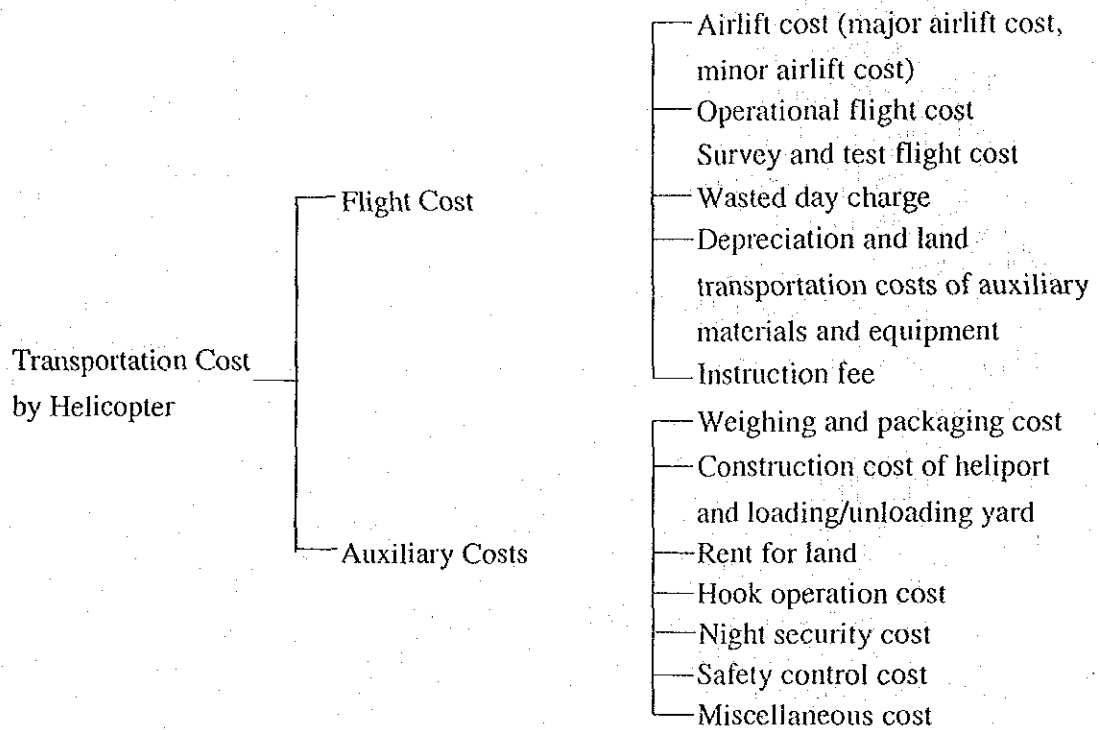 Transportation Cost
by Helicopter
Flight Cost
Airlift cost (major airlift cost,
minor airlift cost)
Operational flight cost
Survey and test flight cost
Wasted day charge
Depreciation and land
transportation costs of auxiliary
materials and equipment
Instruction fee
Auxiliary Costs
Weighing and packaging cost
Construction cost of heliport
and loading/unloading yard
Rent for land
Hook operation cost
Night security cost
Safety control cost
Miscellaneous cost